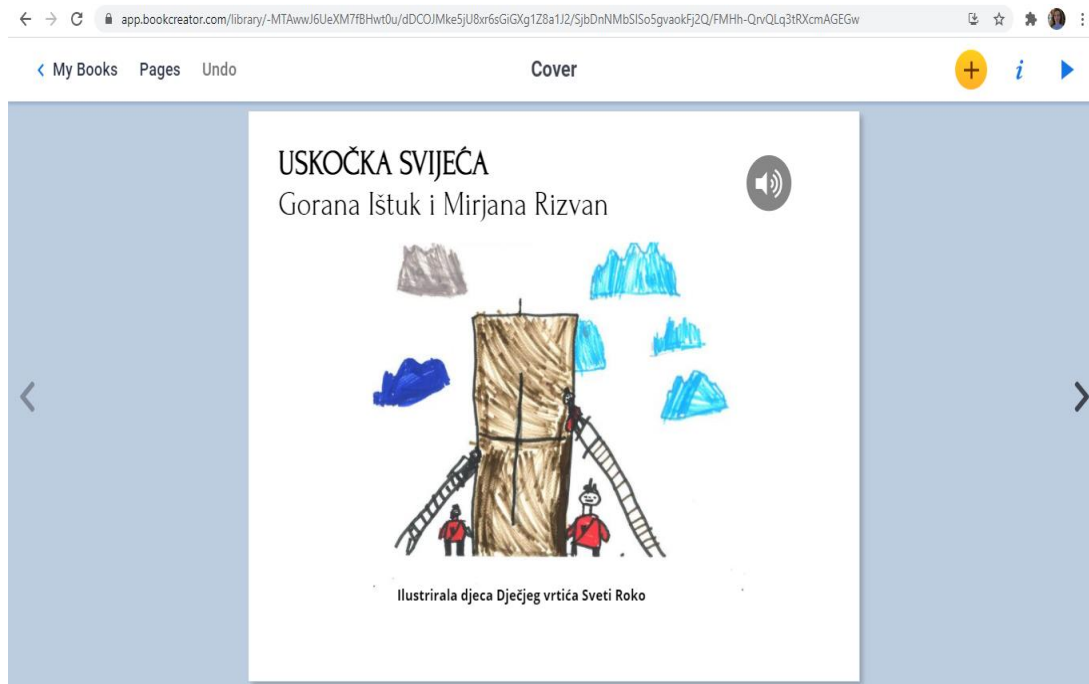 app.bookcreator.com/library/-MTAwwJ6UeXM7fBHwt0u/dDCOJMke5jU8xr6sGiGXg1Z8a1J2/SjbDnNMbSISo5gvaokFj2Q/FMHh-QrvQLq3tRXcmAGEGw
My Books Pages Undo Cover
USKOČKA SVIJEĆA
Gorana Ištuk i Mirjana Rizvan
Ilustrirala djeca Dječjeg vrtića Sveti Roko